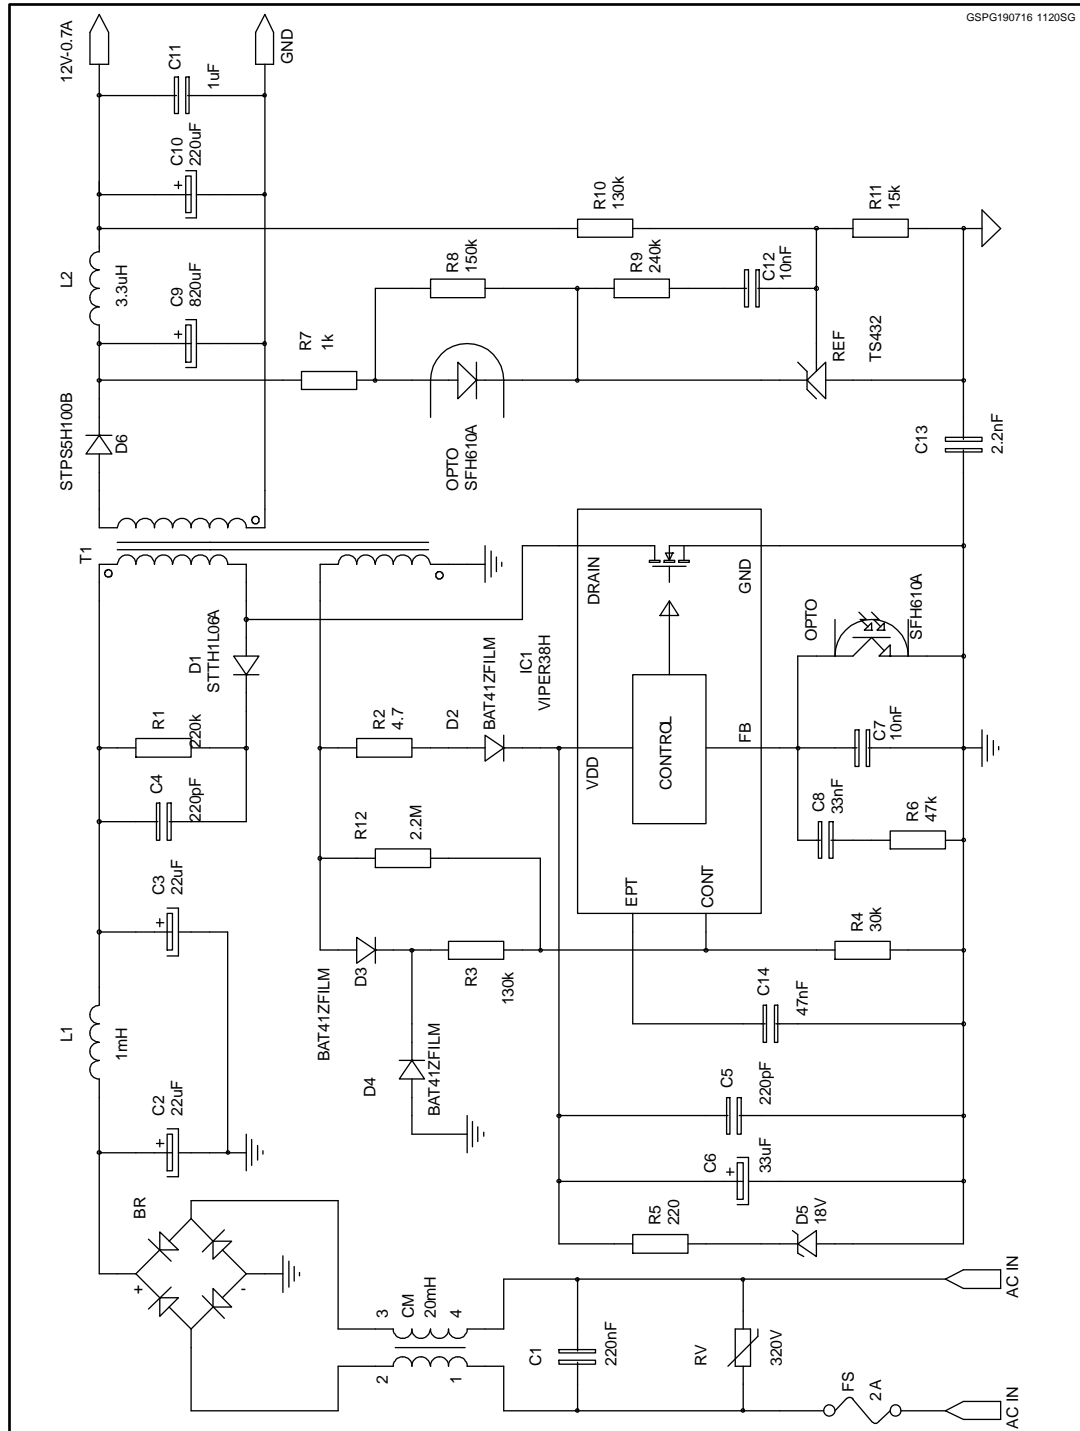 GSPG190716 1120SG
AC IN
AC IN
FS
2 A
RV
320V
C1
220nF
CM
20mH
1
2
3
4
BR
+
-
C2
22uF
+
L1
1mH
C3
22uF
+
C4
220pF
R1
220k
D1
STTH1L06A
T1
STPS5H100B
D6
C9
820uF
+
L2
3.3uH
C10
220uF
+
C11
1uF
12V-0.7A
GND
D4
BAT41ZFILM
BAT41ZFILM
D3
R3
130k
R12
2.2M
R2
4.7
D2
BAT41ZFILM
IC1
VIPER38H
OPTO
SFH610A
R7
1k
R8
150k
R9
240k
R10
130k
C12
10nF
R11
15k
REF
TS432
C13
2.2nF
DRAIN
GND
VDD
CONTROL
FB
EPT
CONT
OPTO
SFH610A
C7
10nF
C8
33nF
R6
47k
R4
30k
C14
47nF
C5
220pF
C6
33uF
+
R5
220
D5
18V